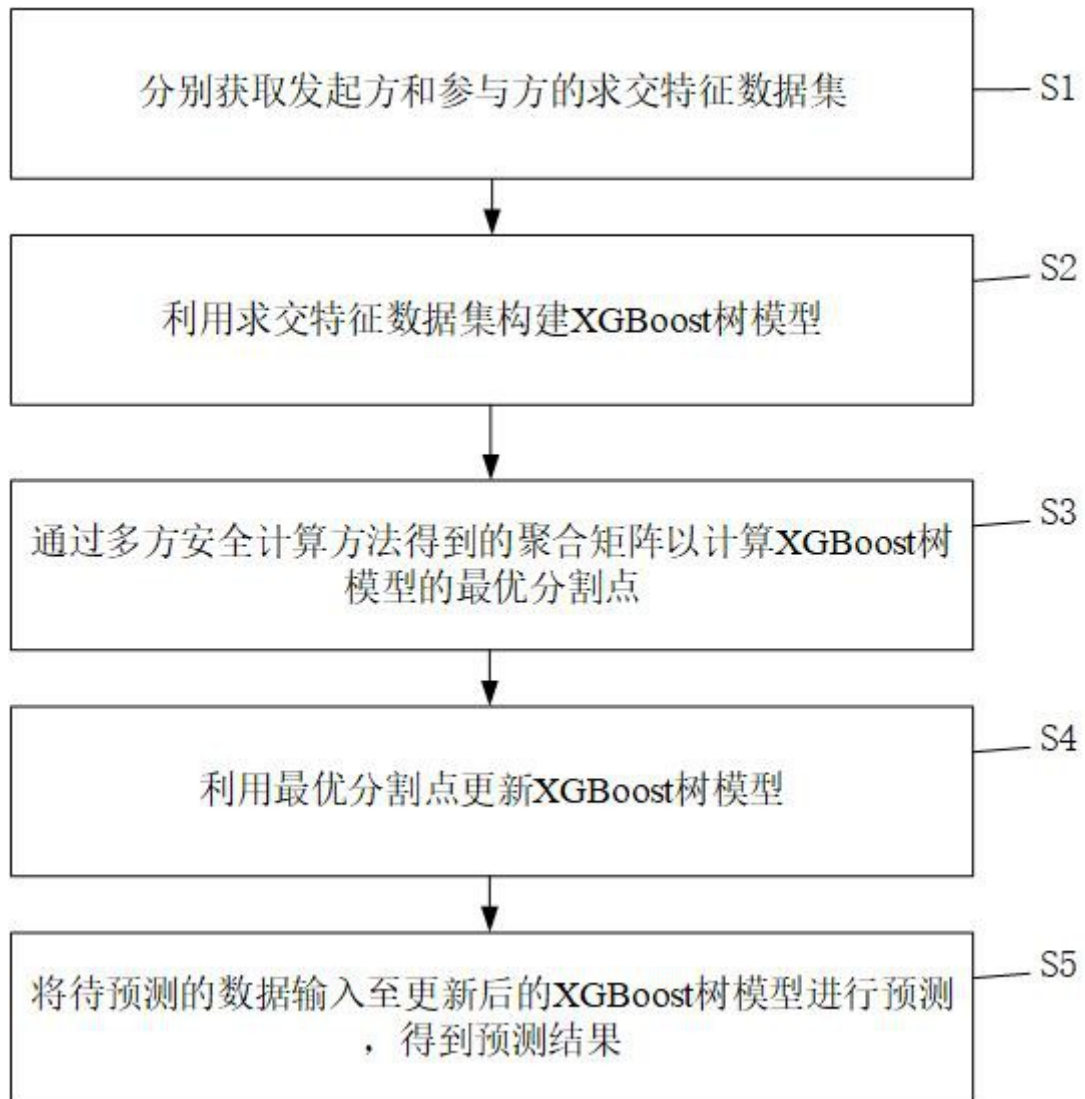 分别获取发起方和参与方的求交特征数据集
S1
利用求交特征数据集构建XGBoost树模型
S2
通过多方安全计算方法得到的聚合矩阵以计算XGBoost树
模型的最优分割点
S3
利用最优分割点更新XGBoost树模型
S4
将待预测的数据输入至更新后的XGBoost树模型进行预测
，得到预测结果
S5